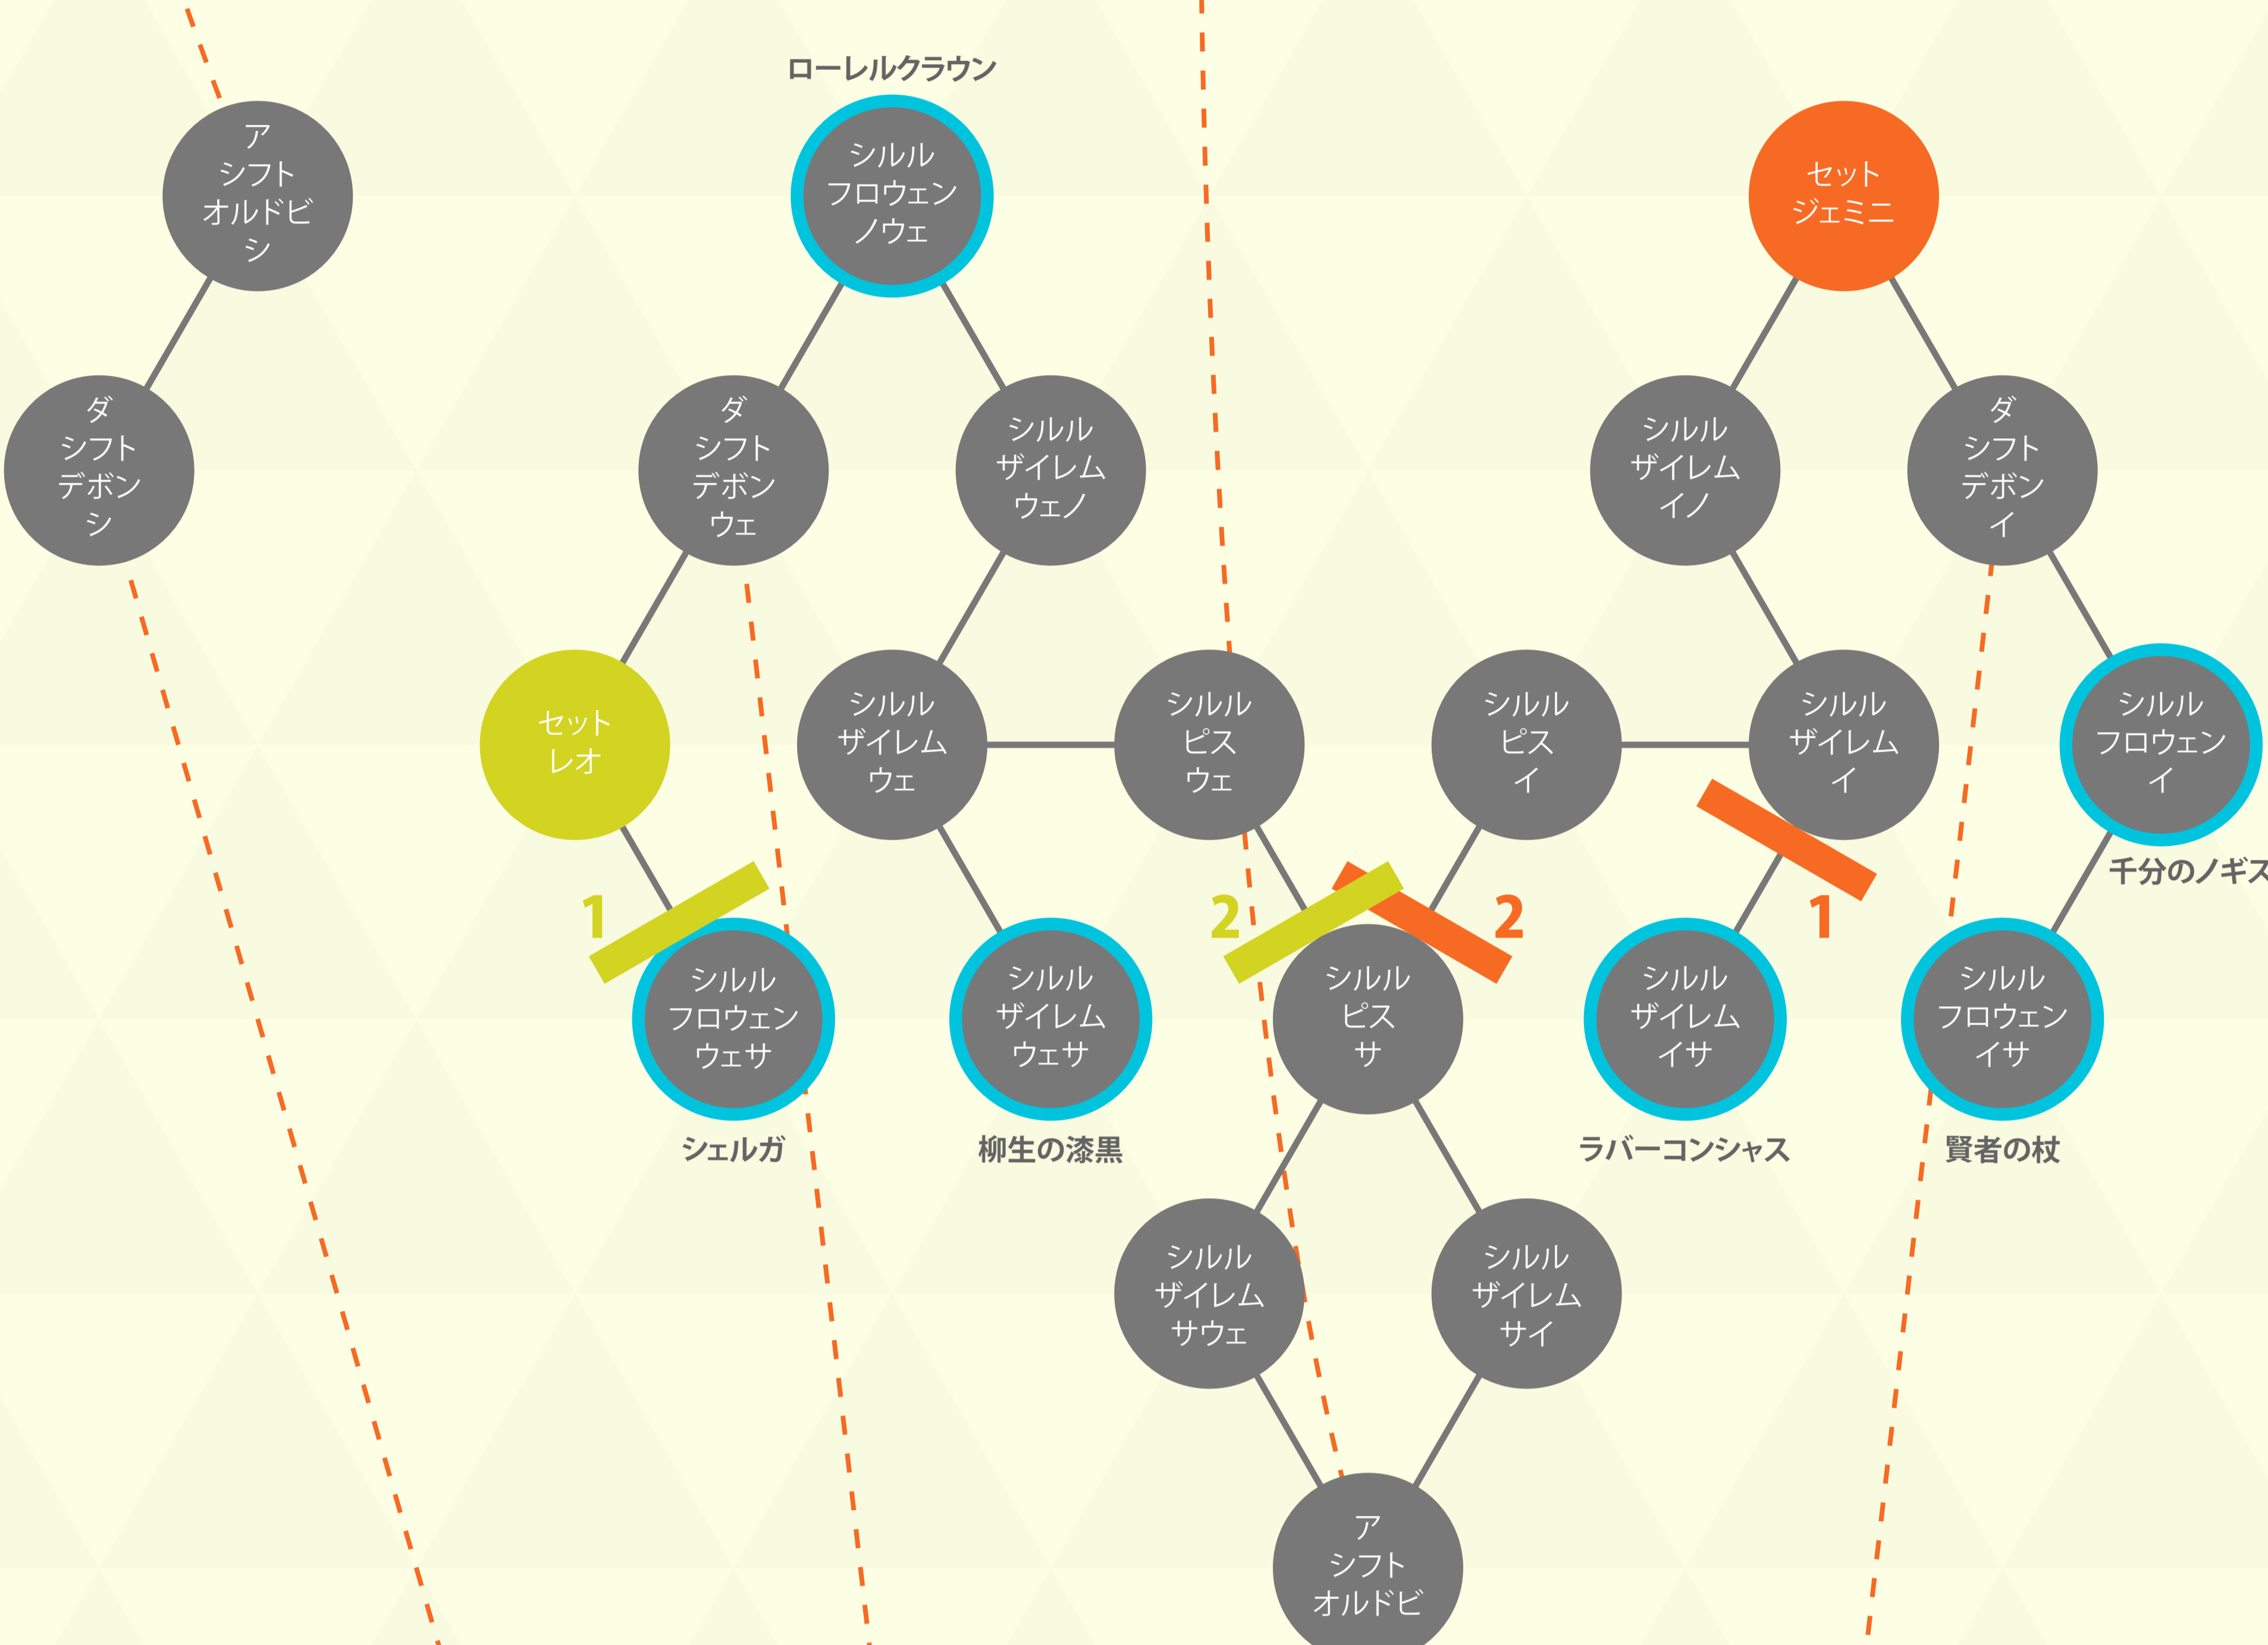 ローレルクラウン
ア
シフト
オルドビ
シ
シルル
フロウェン
ノウェ
セット
ジェミニ
ダ
シフト
デボン
シ
ダ
シフト
デボン
ウェ
シルル
ザイレム
ウェノ
シルル
ザイレム
イノ
ダ
シフト
デボン
イ
セット
レオ
シルル
ザイレム
ウェ
シルル
ピス
ウェ
シルル
ピス
イ
シルル
ザイレム
イ
シルル
フロウェン
イ
千分のノギス
1
2
2
1
シルル
フロウェン
ウェサ
シルル
ザイレム
ウェサ
シルル
ピス
サ
シルル
ザイレム
イサ
シルル
フロウェン
イサ
シェルガ
柳生の漆黒
ラバーコンシャス
賢者の杖
シルル
ザイレム
サウェ
シルル
ザイレム
サイ
ア
シフト
オルドビ